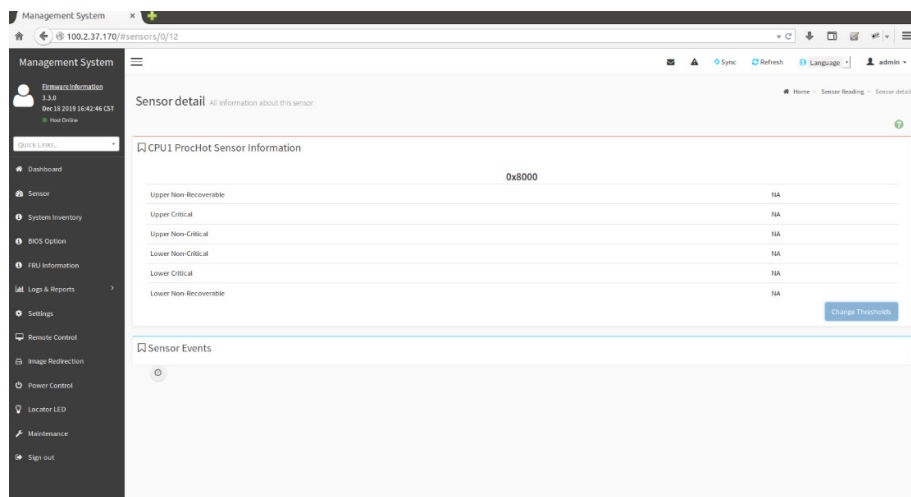 Management System
100.2.37.170/#sensors/0/12
Management System
Sync
Refresh
Language
admin
Firmware Information
3.3.0
Dec 18 2019 16:42:46 CST
Host Online
Sensor detail All information about this sensor
Home > Sensor Reading > Sensor detail
Quick Links..
CPU1 ProcHot Sensor Information
0x8000
Dashboard
Sensor
System Inventory
BIOS Option
FRU Information
Logs & Reports
Settings
Remote Control
Image Redirection
Power Control
Locator LED
Maintenance
Sign out
Upper Non-Recoverable NA
Upper Critical NA
Upper Non-Critical NA
Lower Non-Critical NA
Lower Critical NA
Lower Non-Recoverable NA
Change Thresholds
Sensor Events